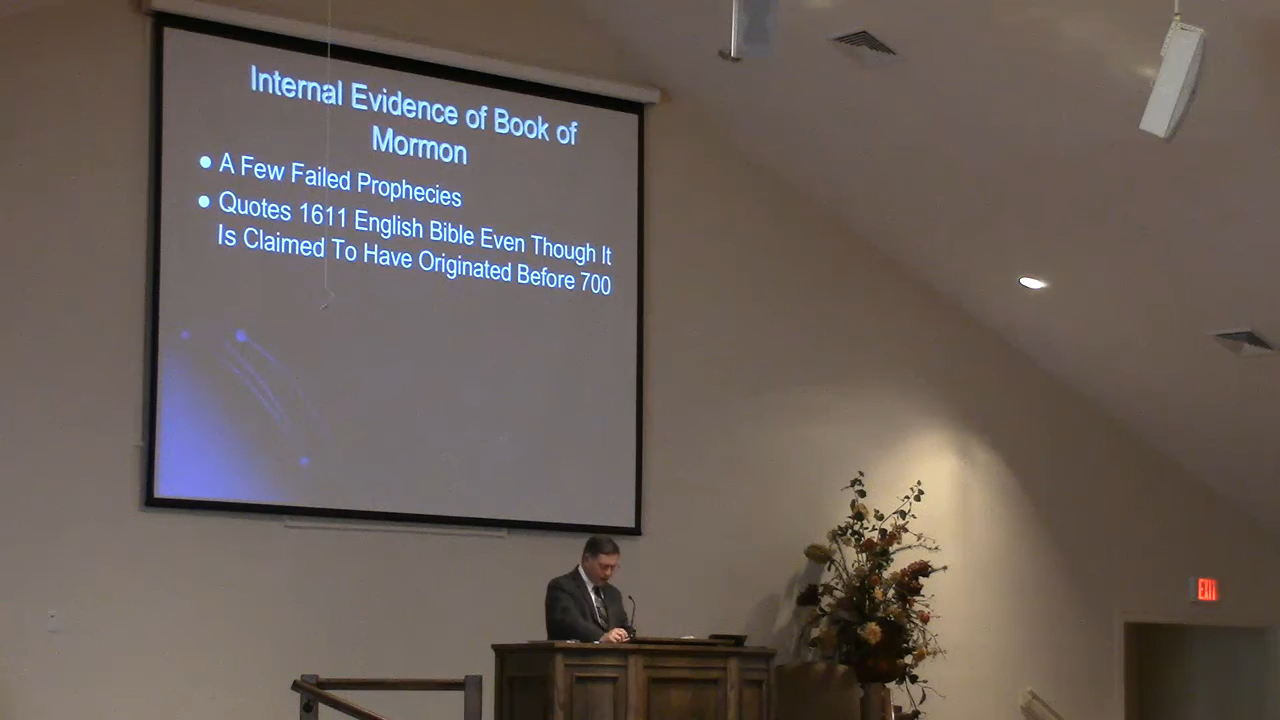 Internal Evidence of Book of
Mormon
● A Few Failed Prophecies
● Quotes 1611 English Bible Even Though It
Is Claimed To Have Originated Before 700
EXIT